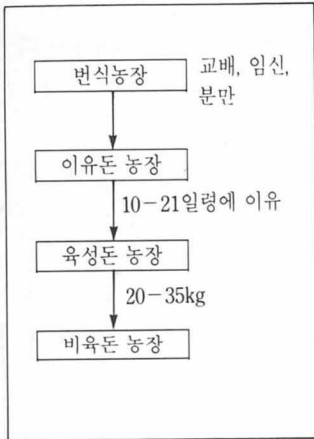 번식농장
교배, 임신,
분만
이유돈 농장
10-21일령에 이유
육성돈 농장
20-35kg
비육돈 농장